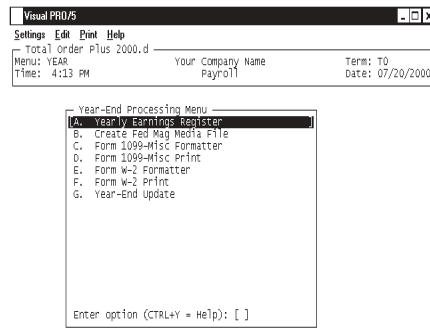 Visual PRO/5
Settings Edit Print Help
Total Order Plus 2000.d
Menu: YEAR Your Company Name Term: T0
Time: 4:13 PM Payroll Date: 07/20/2000
Year-End Processing Menu
[A. Yearly Earnings Register ]
B. Create Fed Mag Media File
C. Form 1099-Misc Formatter
D. Form 1099-Misc Print
E. Form W-2 Formatter
F. Form W-2 Print
G. Year-End Update
Enter option (CTRL+Y = Help): [ ]